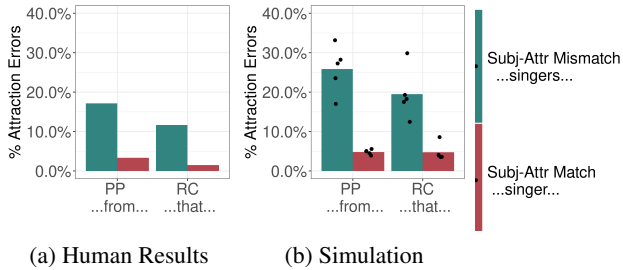 % Attraction Errors
40.0%
30.0%
20.0%
10.0%
0.0%
PP
...from...
RC
...that...
(a) Human Results
% Attraction Errors
40.0%
30.0%
20.0%
10.0%
0.0%
PP
...from...
RC
...that...
(b) Simulation
Subj-Attr Mismatch
...singers...
Subj-Attr Match
...singer...